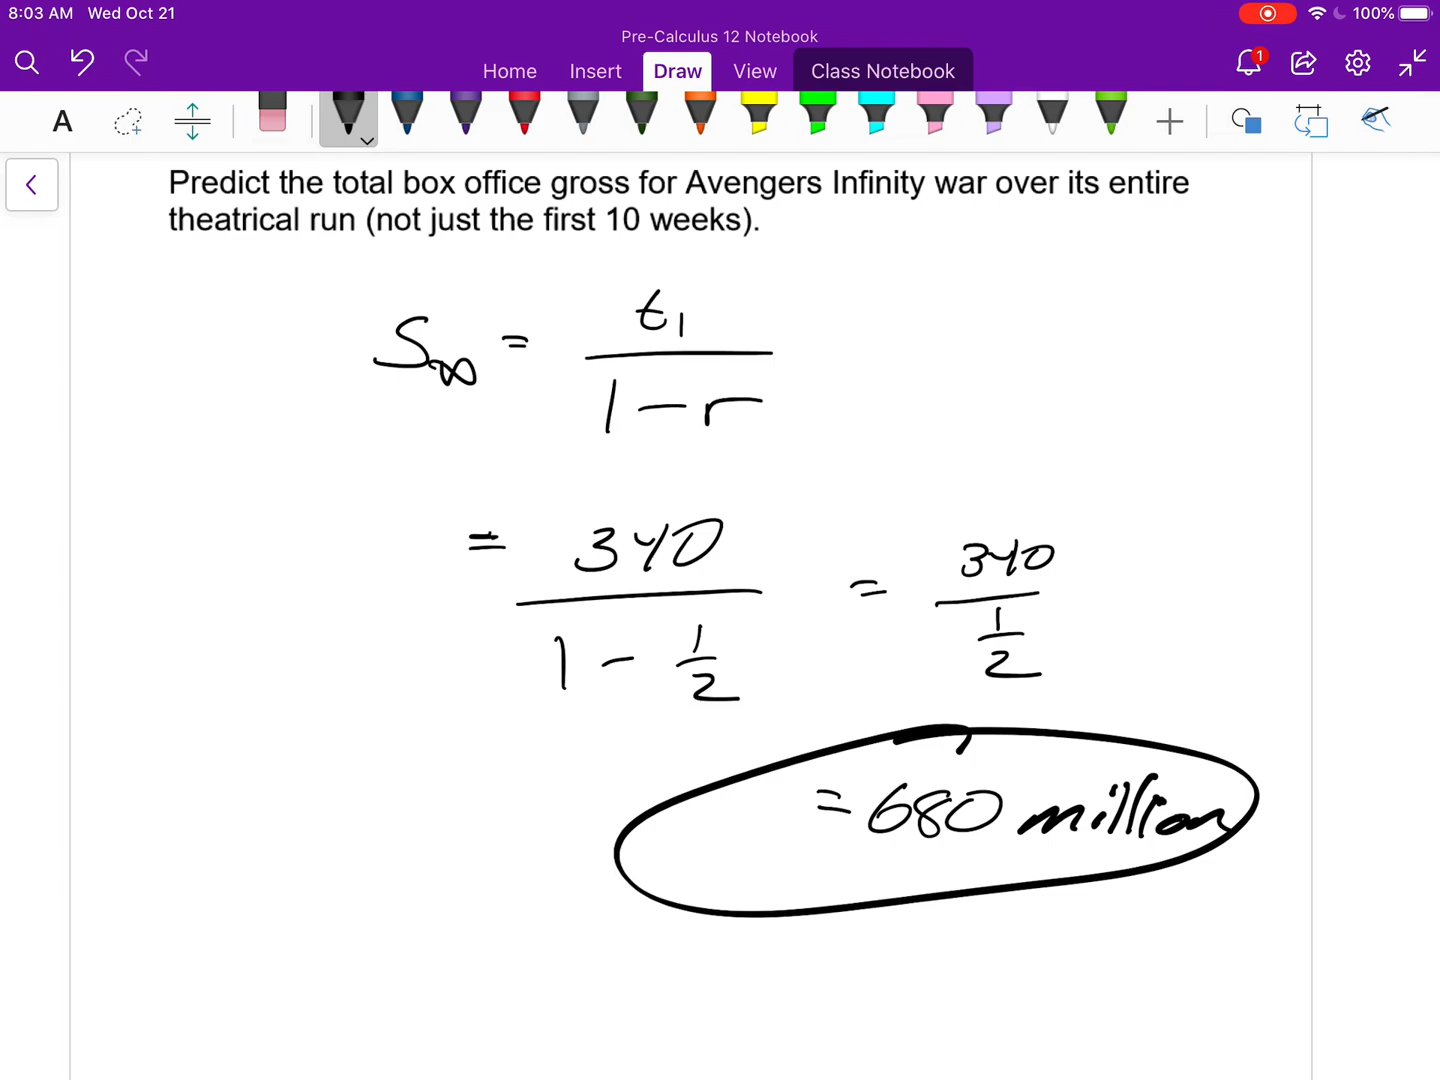 8:03 AM Wed Oct 21
100%
Pre-Calculus 12 Notebook
Home Insert Draw View Class Notebook
1
A
Predict the total box office gross for Avengers Infinity war over its entire
theatrical run (not just the first 10 weeks).
S∞ = t₁ / (1 − r)
= 340 / (1 − 1/2) = 340 / (1/2)
= 680 million